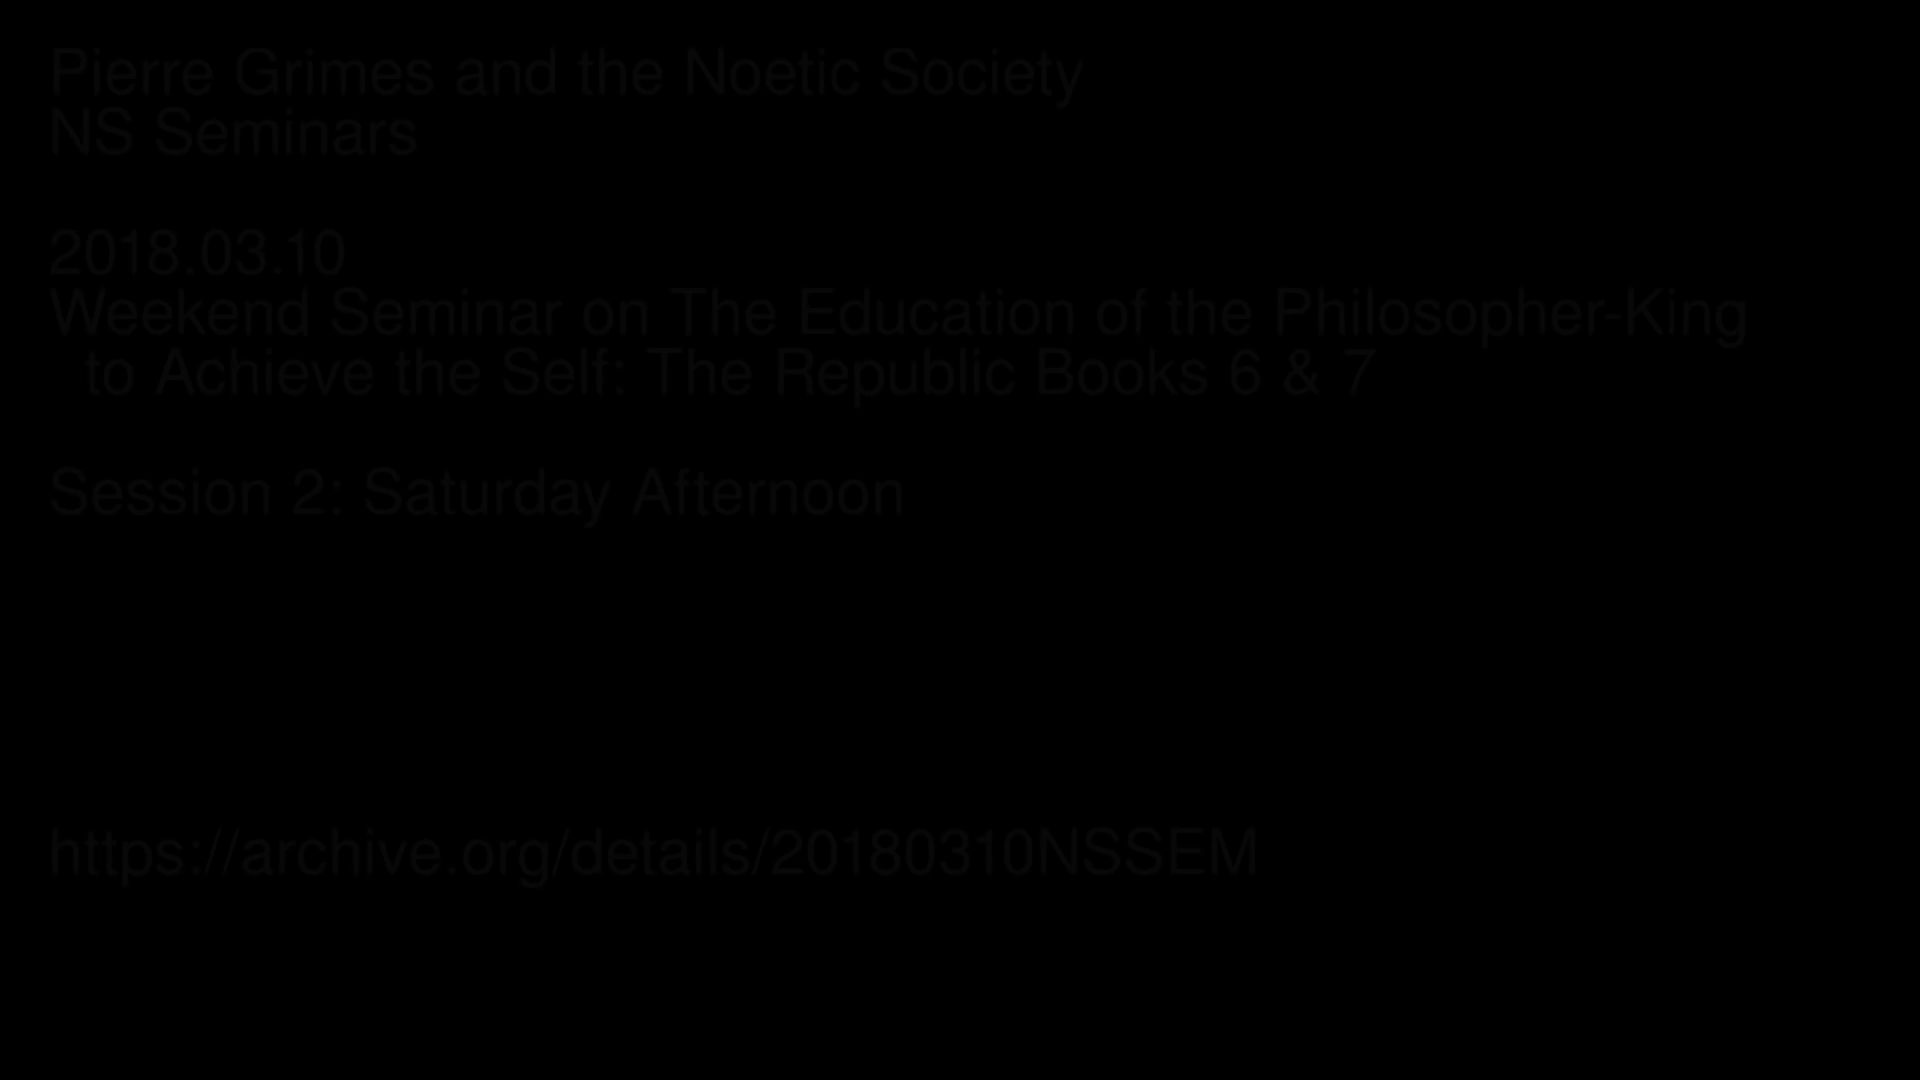 Pierre Grimes and the Noetic Society
NS Seminars
2018.03.10
Weekend Seminar on The Education of the Philosopher-King
to Achieve the Self: The Republic Books 6 & 7
Session 2: Saturday Afternoon
https://archive.org/details/20180310NSSEM